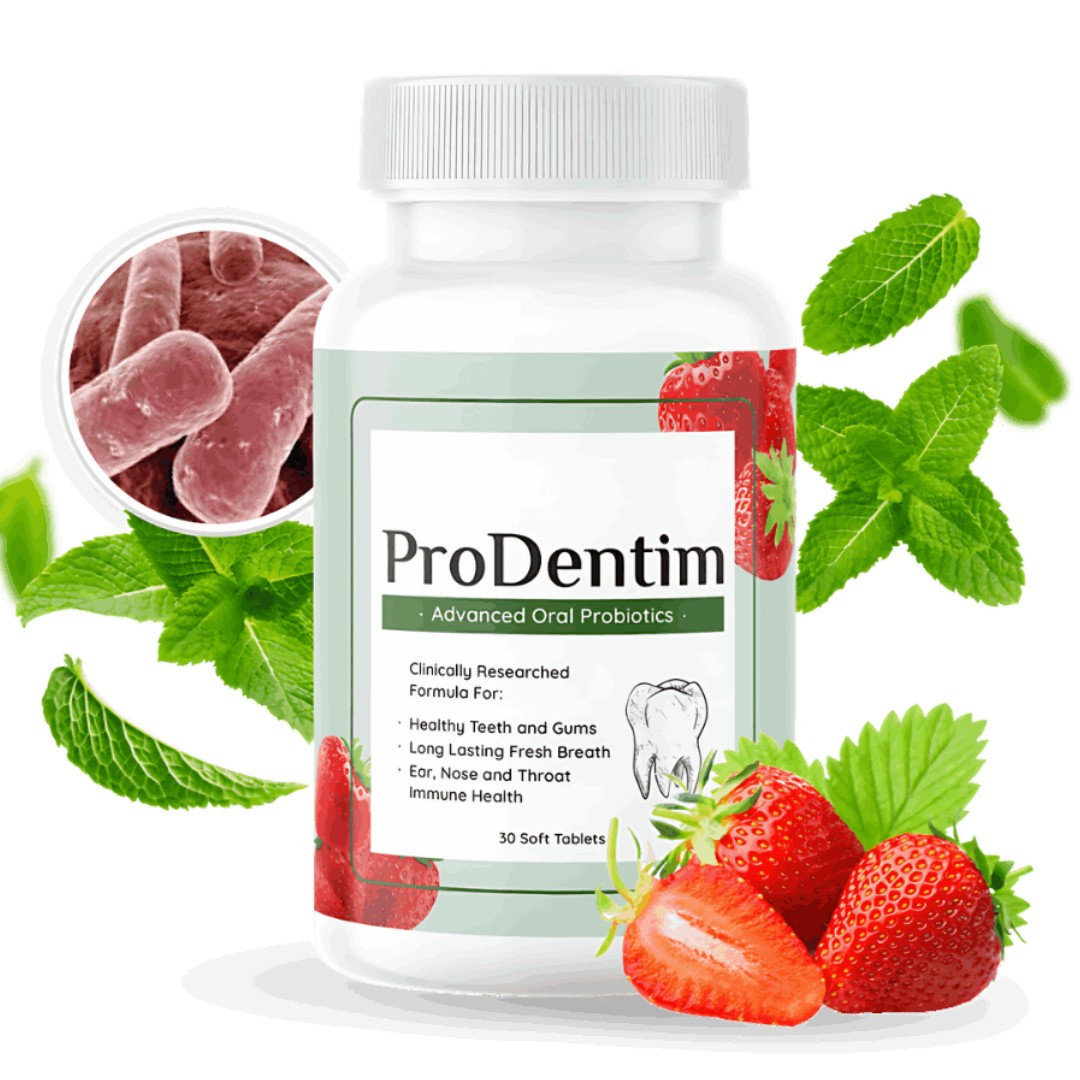 ProDentim
· Advanced Oral Probiotics ·
Clinically Researched
Formula For:
· Healthy Teeth and Gums
· Long Lasting Fresh Breath
· Ear, Nose and Throat
Immune Health
30 Soft Tablets